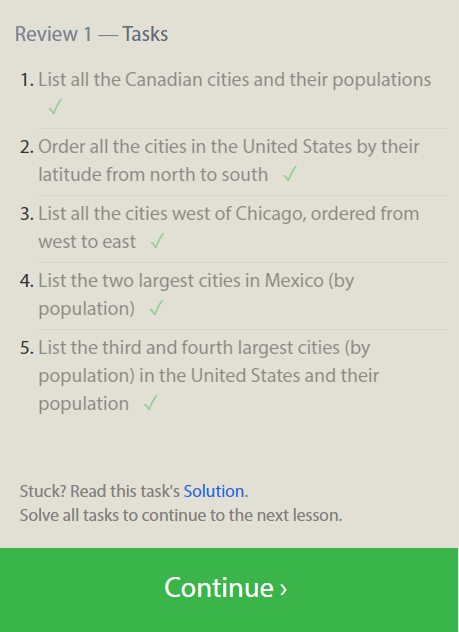 Review 1 — Tasks
1. List all the Canadian cities and their populations
✓
2. Order all the cities in the United States by their
latitude from north to south ✓
3. List all the cities west of Chicago, ordered from
west to east ✓
4. List the two largest cities in Mexico (by
population) ✓
5. List the third and fourth largest cities (by
population) in the United States and their
population ✓
Stuck? Read this task's Solution.
Solve all tasks to continue to the next lesson.
Continue ›